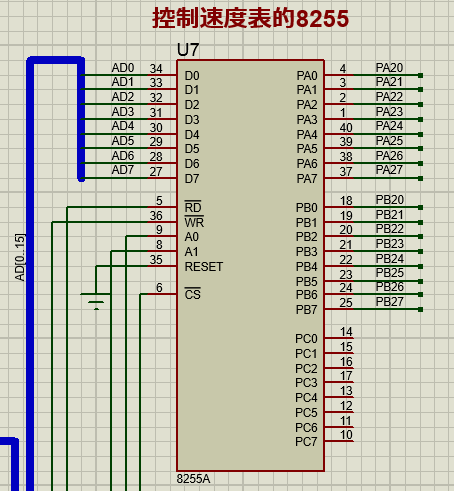 控制速度表的8255
U7
AD0 34 D0 PA0 4 PA20
AD1 33 D1 PA1 3 PA21
AD2 32 D2 PA2 2 PA22
AD3 31 D3 PA3 1 PA23
AD4 30 D4 PA4 40 PA24
AD5 29 D5 PA5 39 PA25
AD6 28 D6 PA6 38 PA26
AD7 27 D7 PA7 37 PA27
5 RD PB0 18 PB20
36 WR PB1 19 PB21
9 A0 PB2 20 PB22
8 A1 PB3 21 PB23
35 RESET PB4 22 PB24
PB5 23 PB25
6 CS PB6 24 PB26
PB7 25 PB27
AD[0..15]
PC0 14
PC1 15
PC2 16
PC3 17
PC4 13
PC5 12
PC6 11
PC7 10
8255A